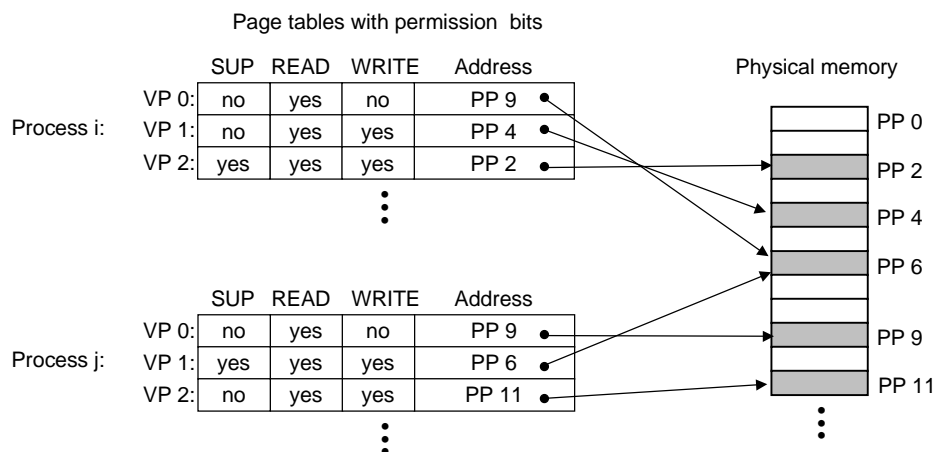 Page tables with permission bits
SUP READ WRITE Address
Physical memory
Process i:
VP 0: no yes no PP 9
VP 1: no yes yes PP 4
VP 2: yes yes yes PP 2
PP 0
PP 2
PP 4
PP 6
PP 9
PP 11
SUP READ WRITE Address
Process j:
VP 0: no yes no PP 9
VP 1: yes yes yes PP 6
VP 2: no yes yes PP 11